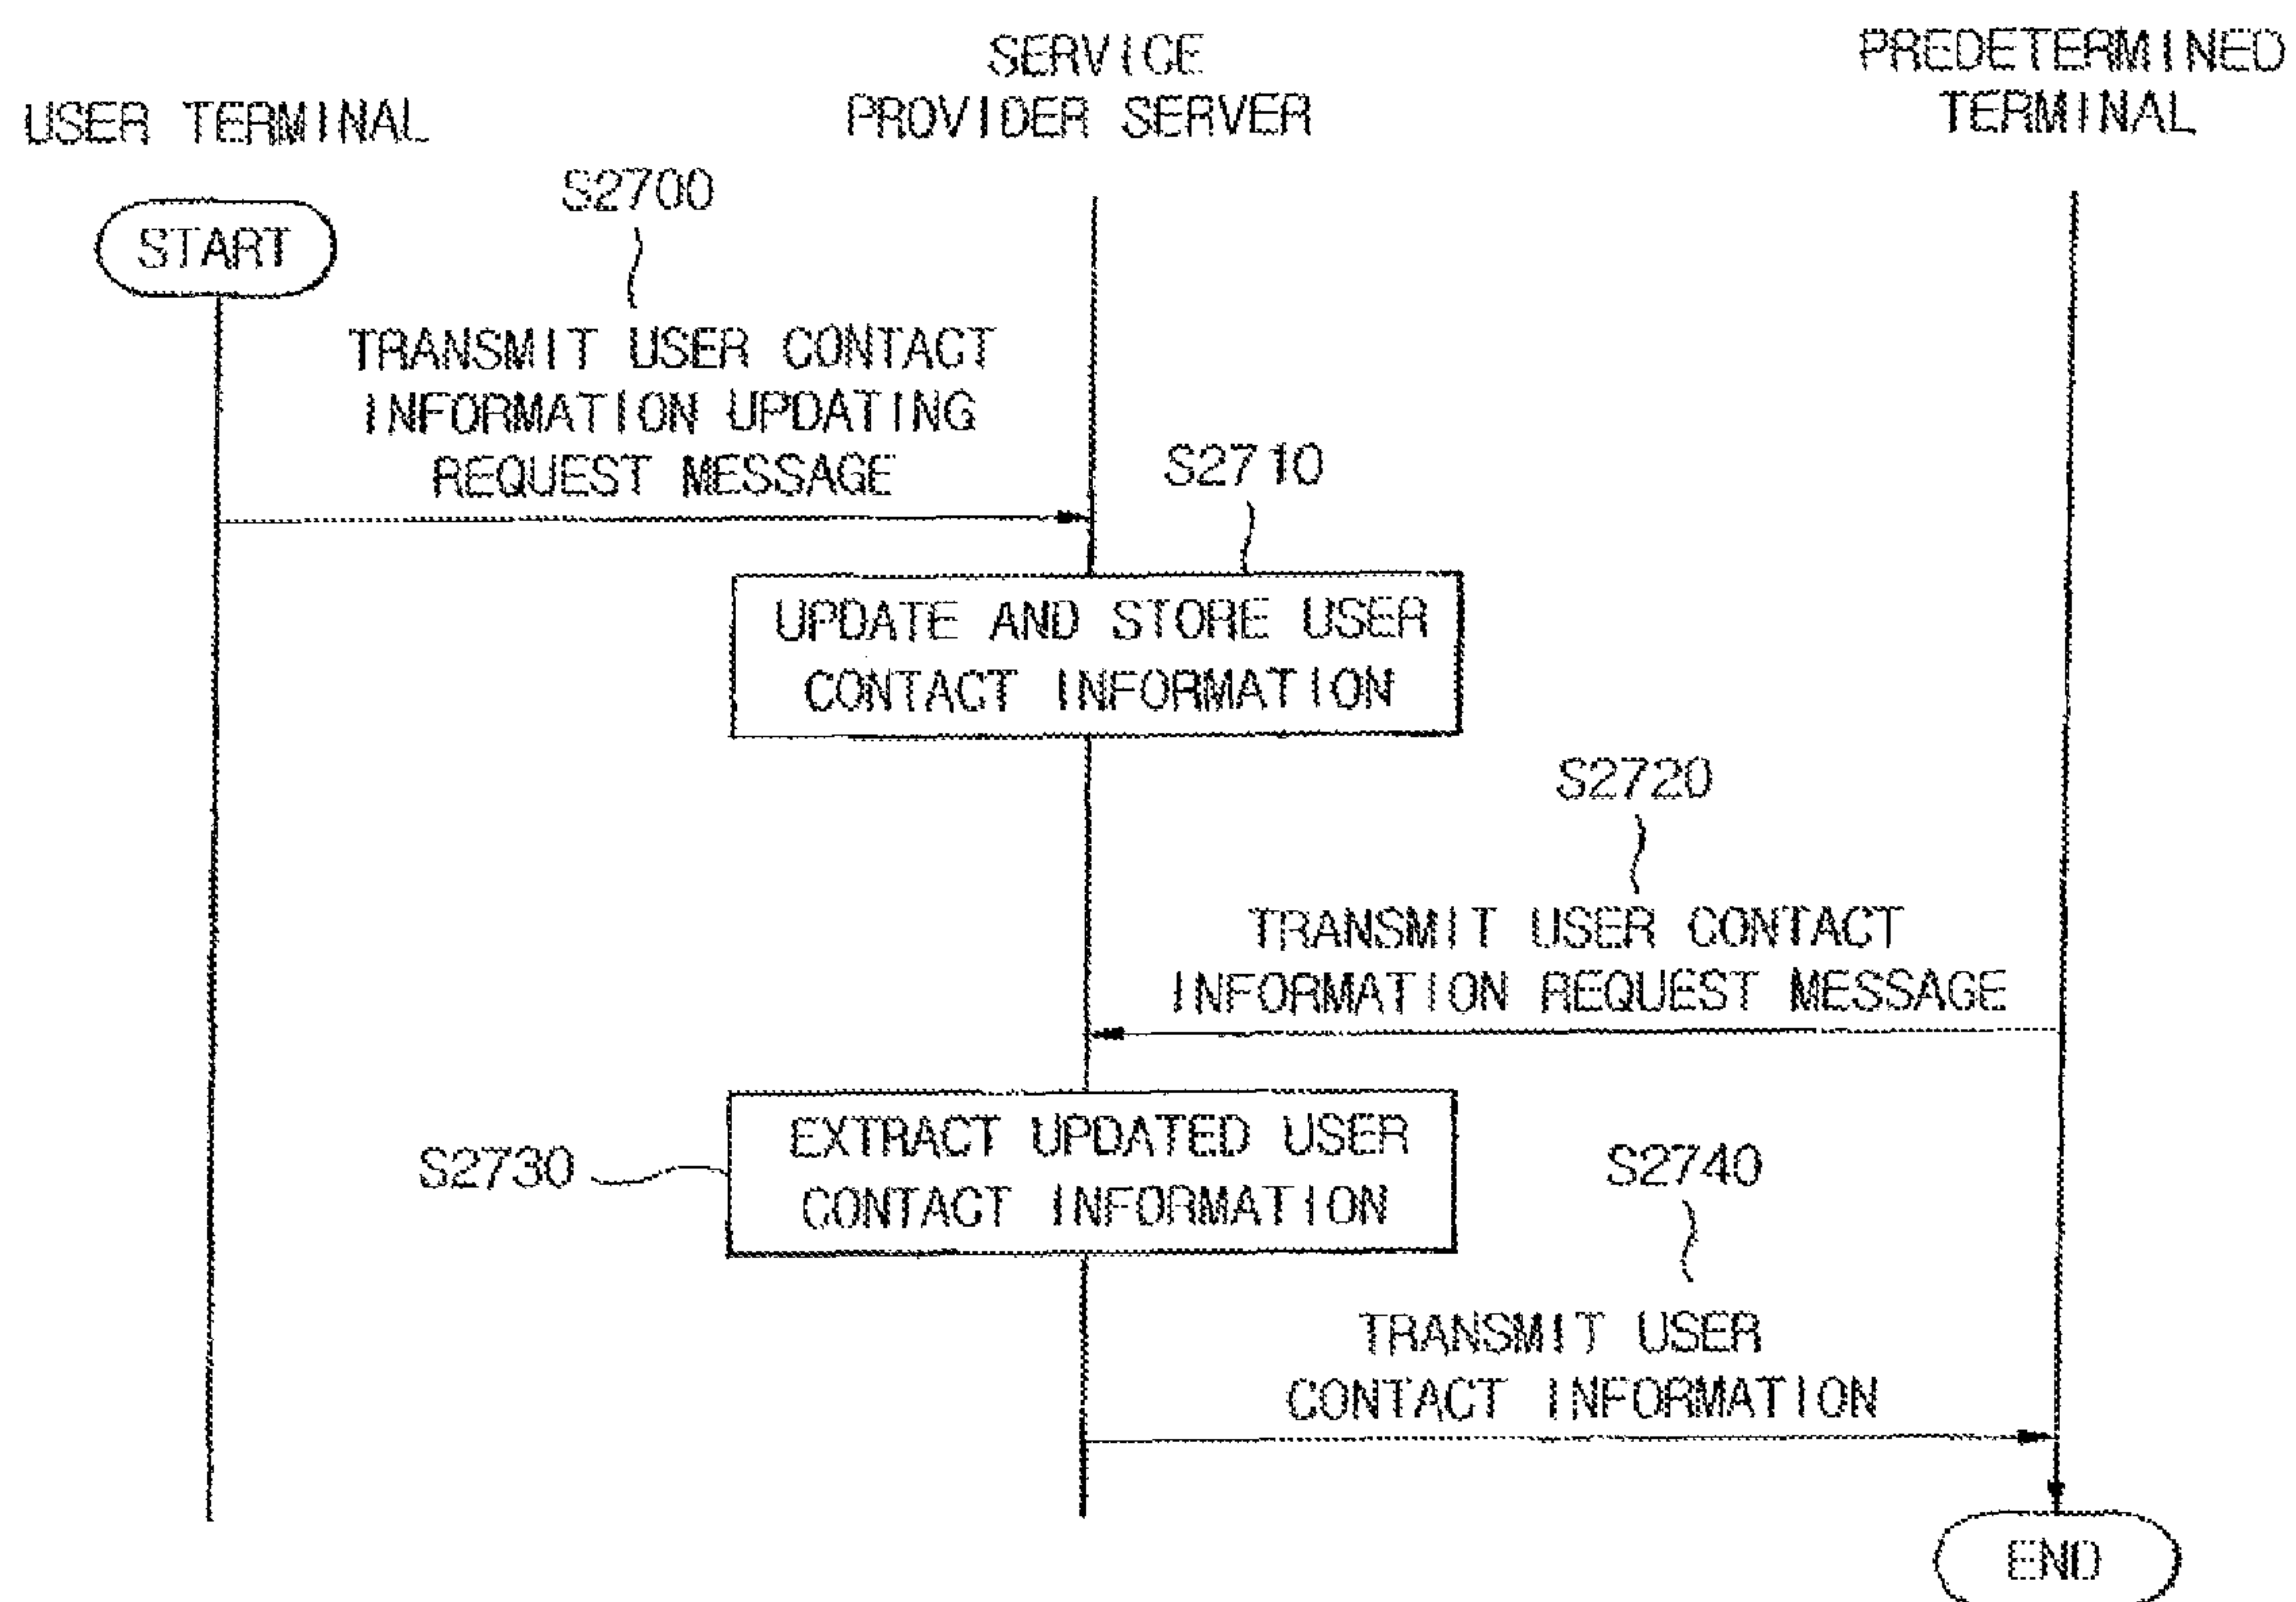 USER TERMINAL
SERVICE
PROVIDER SERVER
PREDETERMINED
TERMINAL
START
S2700
TRANSMIT USER CONTACT
INFORMATION UPDATING
REQUEST MESSAGE
S2710
UPDATE AND STORE USER
CONTACT INFORMATION
S2720
TRANSMIT USER CONTACT
INFORMATION REQUEST MESSAGE
S2730
EXTRACT UPDATED USER
CONTACT INFORMATION
S2740
TRANSMIT USER
CONTACT INFORMATION
END